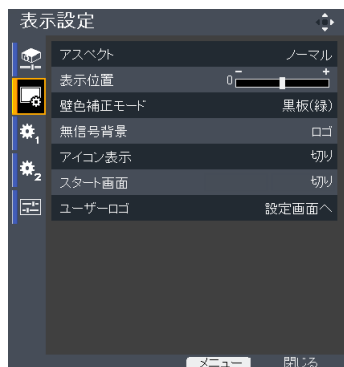 表示設定
アスペクト ノーマル
表示位置 0 - +
壁色補正モード 黒板(緑)
無信号背景 ロゴ
アイコン表示 切り
スタート画面 切り
ユーザーロゴ 設定画面へ
1
2
メニュー 閉じる